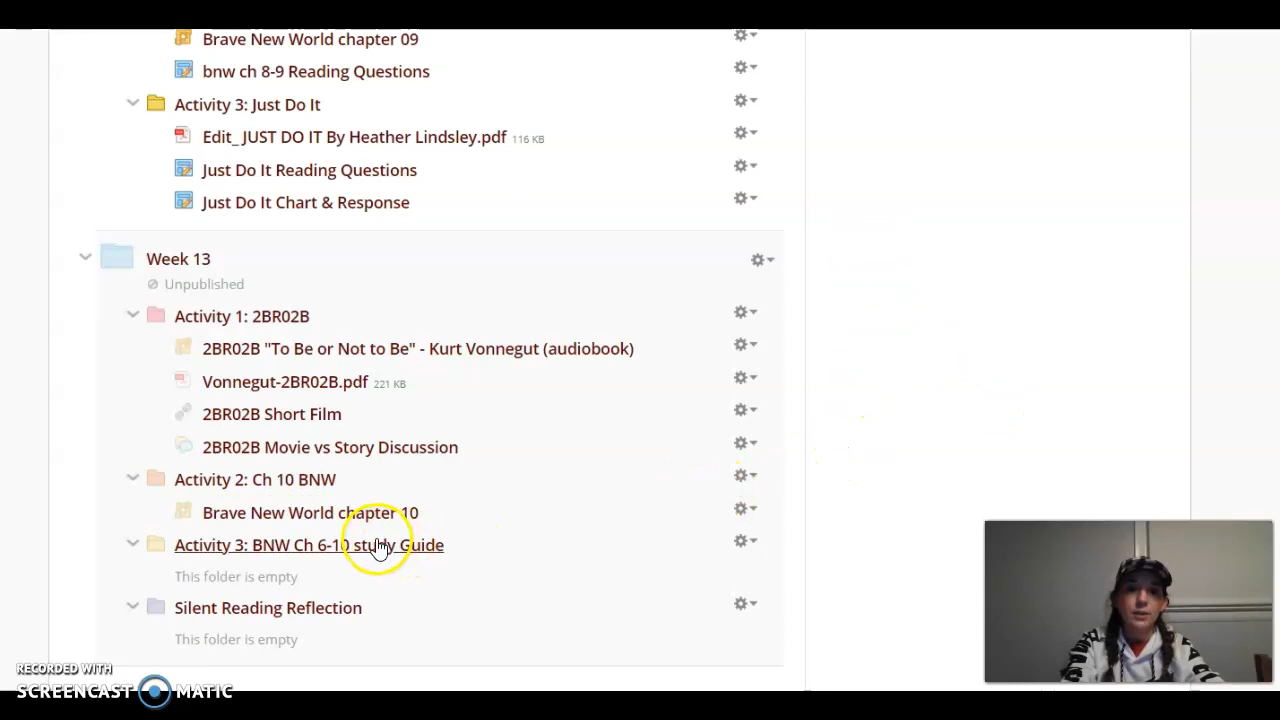 Brave New World chapter 09
bnw ch 8-9 Reading Questions
Activity 3: Just Do It
Edit_ JUST DO IT By Heather Lindsley.pdf 116 KB
Just Do It Reading Questions
Just Do It Chart & Response
Week 13
Unpublished
Activity 1: 2BR02B
2BR02B "To Be or Not to Be" - Kurt Vonnegut (audiobook)
Vonnegut-2BR02B.pdf 221 KB
2BR02B Short Film
2BR02B Movie vs Story Discussion
Activity 2: Ch 10 BNW
Brave New World chapter 10
Activity 3: BNW Ch 6-10 study Guide
This folder is empty
Silent Reading Reflection
This folder is empty
RECORDED WITH
SCREENCAST MATIC